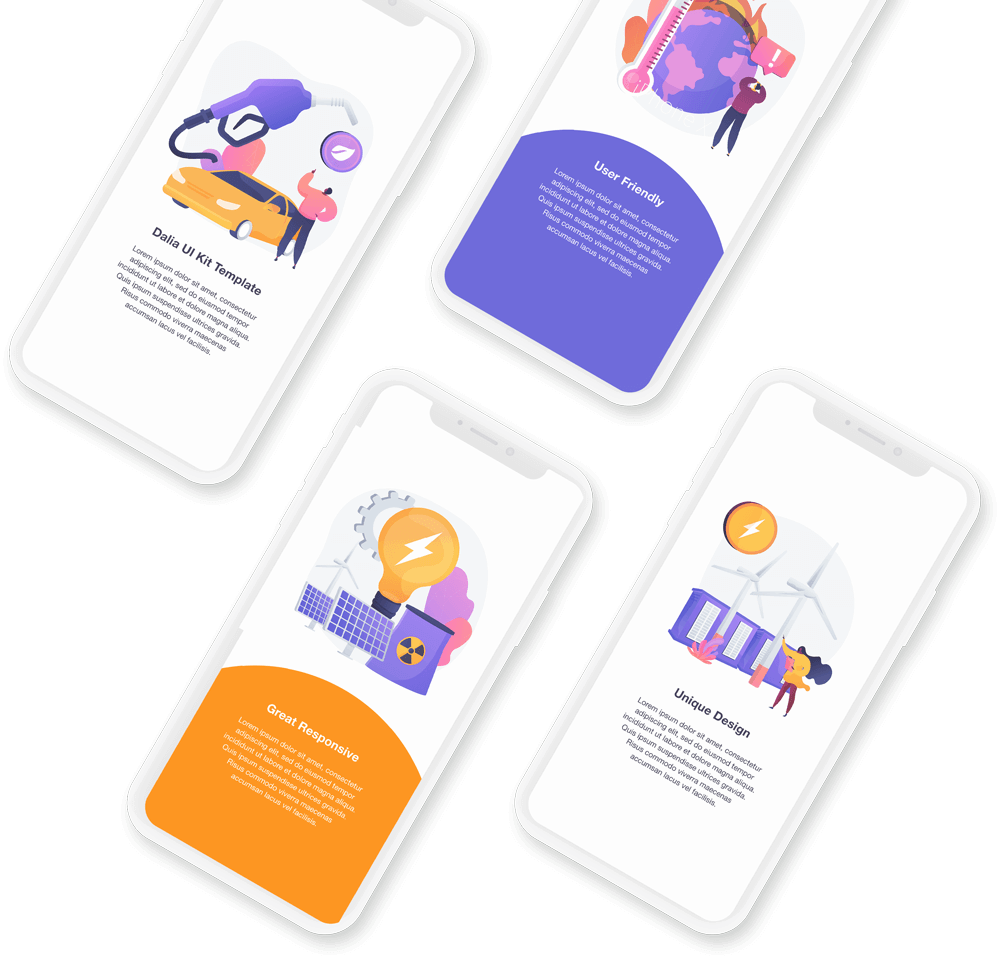 Dalia UI Kit Template
Lorem ipsum dolor sit amet, consectetur
adipiscing elit, sed do eiusmod tempor
incididunt ut labore et dolore magna aliqua.
Quis ipsum suspendisse ultrices gravida.
Risus commodo viverra maecenas
accumsan lacus vel facilisis.
!
User Friendly
Lorem ipsum dolor sit amet, consectetur
adipiscing elit, sed do eiusmod tempor
incididunt ut labore et dolore magna aliqua.
Quis ipsum suspendisse ultrices gravida.
Risus commodo viverra maecenas
accumsan lacus vel facilisis.
Great Responsive
Lorem ipsum dolor sit amet, consectetur
adipiscing elit, sed do eiusmod tempor
incididunt ut labore et dolore magna aliqua.
Quis ipsum suspendisse ultrices gravida.
Risus commodo viverra maecenas
accumsan lacus vel facilisis.
Unique Design
Lorem ipsum dolor sit amet, consectetur
adipiscing elit, sed do eiusmod tempor
incididunt ut labore et dolore magna aliqua.
Quis ipsum suspendisse ultrices gravida.
Risus commodo viverra maecenas
accumsan lacus vel facilisis.